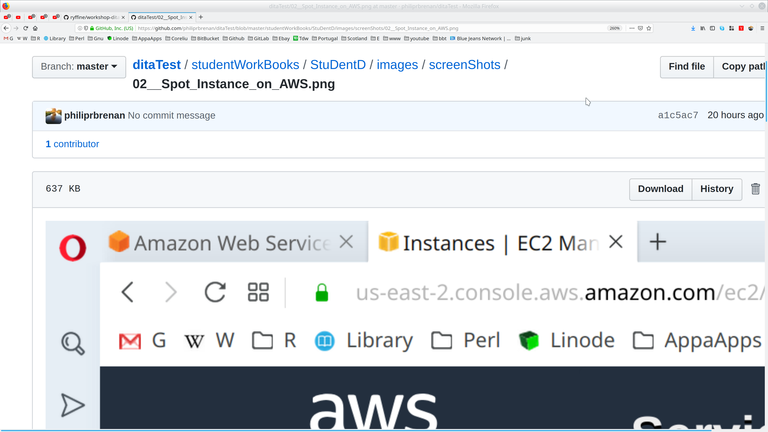 ditaTest/02__Spot_Instance_on_AWS.png at master · philiprbrenan/ditaTest - Mozilla Firefox
ryffine/workshop-di
ditaTest/02__Spot_In
GitHub, Inc. (US)
https://github.com/philiprbrenan/ditaTest/blob/master/studentWorkBooks/StuDentD/images/screenShots/02__Spot_Instance_on_AWS.png
200%
Search
G W R Library Perl Gnu Linode AppaApps Coreliu BitBucket Github GitLab Ebay Tdw Portugal Scotland E www youtube bbt Blue Jeans Network | ... junk
Branch: master
ditaTest / studentWorkBooks / StuDentD / images / screenShots /
02__Spot_Instance_on_AWS.png
Find file
Copy path
philiprbrenan No commit message
a1c5ac7 20 hours ago
1 contributor
637 KB
Download
History
Amazon Web Service
Instances | EC2 Man
us-east-2.console.aws.amazon.com/ec2/
G W R Library Perl Linode AppaApps
aws
Servi